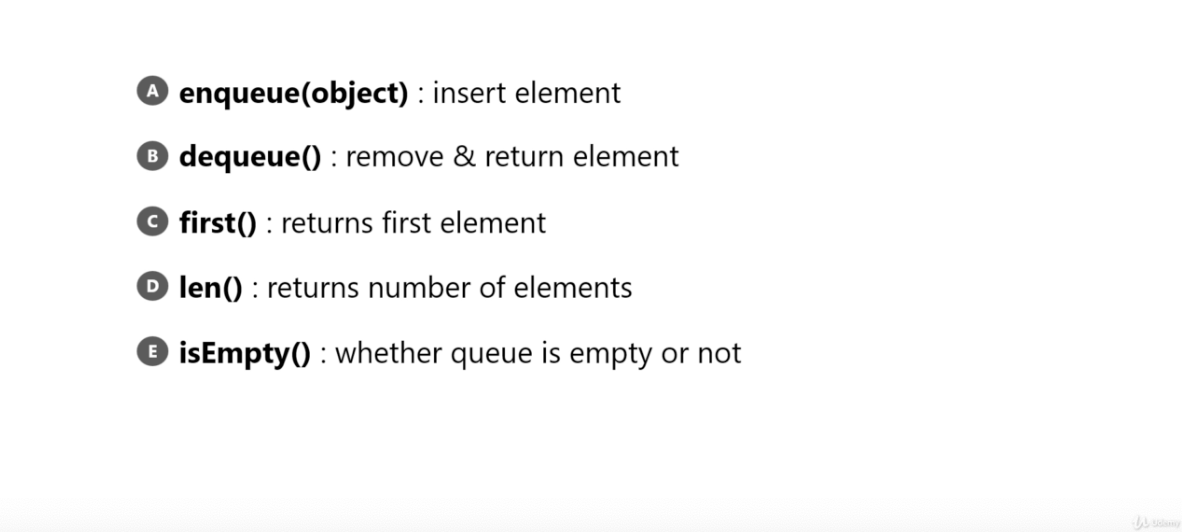 A enqueue(object) : insert element
B dequeue() : remove & return element
C first() : returns first element
D len() : returns number of elements
E isEmpty() : whether queue is empty or not
Udemy